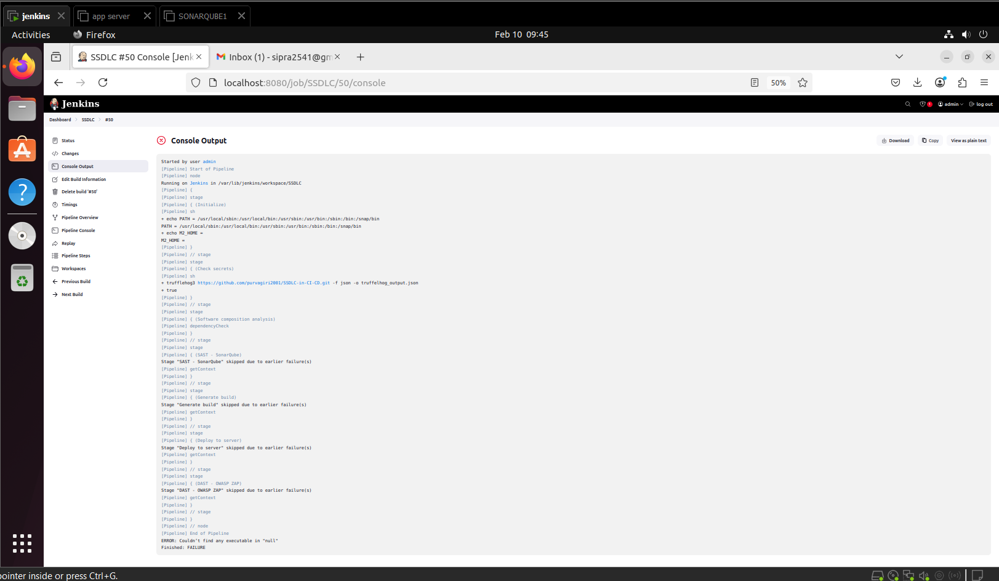 jenkins
app server
SONARQUBE1
Activities
Firefox
Feb 10 09:45
SSDLC #50 Console [Jenk
Inbox (1) - sipra2541@gm
localhost:8080/job/SSDLC/50/console
50%
Jenkins
1
admin
log out
Dashboard
SSDLC
#50
Status
Changes
Console Output
Edit Build Information
Delete build '#50'
Timings
Pipeline Overview
Pipeline Console
Replay
Pipeline Steps
Workspaces
Previous Build
Next Build
Console Output
Download
Copy
View as plain text
Started by user admin
[Pipeline] Start of Pipeline
[Pipeline] node
Running on Jenkins in /var/lib/jenkins/workspace/SSDLC
[Pipeline] {
[Pipeline] stage
[Pipeline] { (Initialize)
[Pipeline] sh
+ echo PATH = /usr/local/sbin:/usr/local/bin:/usr/sbin:/usr/bin:/sbin:/bin:/snap/bin
PATH = /usr/local/sbin:/usr/local/bin:/usr/sbin:/usr/bin:/sbin:/bin:/snap/bin
+ echo M2_HOME =
M2_HOME =
[Pipeline] }
[Pipeline] // stage
[Pipeline] stage
[Pipeline] { (Check secrets)
[Pipeline] sh
+ trufflehog3 https://github.com/purvagiri2001/SSDLC-in-CI-CD.git -f json -o truffelhog_output.json
+ true
[Pipeline] }
[Pipeline] // stage
[Pipeline] stage
[Pipeline] { (Software composition analysis)
[Pipeline] dependencyCheck
[Pipeline] }
[Pipeline] // stage
[Pipeline] stage
[Pipeline] { (SAST - SonarQube)
Stage "SAST - SonarQube" skipped due to earlier failure(s)
[Pipeline] getContext
[Pipeline] }
[Pipeline] // stage
[Pipeline] stage
[Pipeline] { (Generate build)
Stage "Generate build" skipped due to earlier failure(s)
[Pipeline] getContext
[Pipeline] }
[Pipeline] // stage
[Pipeline] stage
[Pipeline] { (Deploy to server)
Stage "Deploy to server" skipped due to earlier failure(s)
[Pipeline] getContext
[Pipeline] }
[Pipeline] // stage
[Pipeline] stage
[Pipeline] { (DAST - OWASP ZAP)
Stage "DAST - OWASP ZAP" skipped due to earlier failure(s)
[Pipeline] getContext
[Pipeline] }
[Pipeline] // stage
[Pipeline] }
[Pipeline] // node
[Pipeline] End of Pipeline
ERROR: Couldn't find any executable in "null"
Finished: FAILURE
pointer inside or press Ctrl+G.